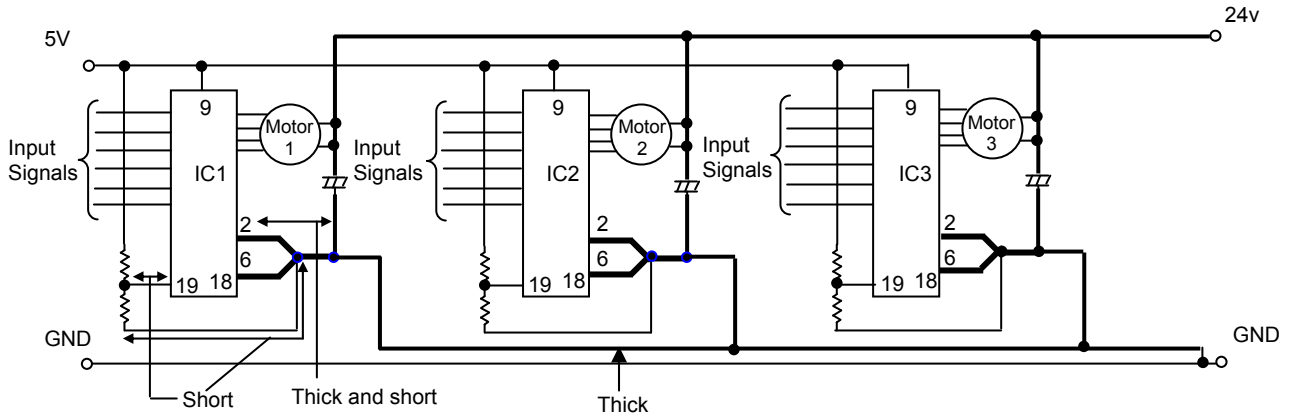 24v
5V
9
9
9
Motor
1
Motor
2
Motor
3
Input
Signals
IC1
Input
Signals
IC2
Input
Signals
IC3
2
6
19
18
2
6
19
18
2
6
19
18
GND
GND
Short
Thick and short
Thick